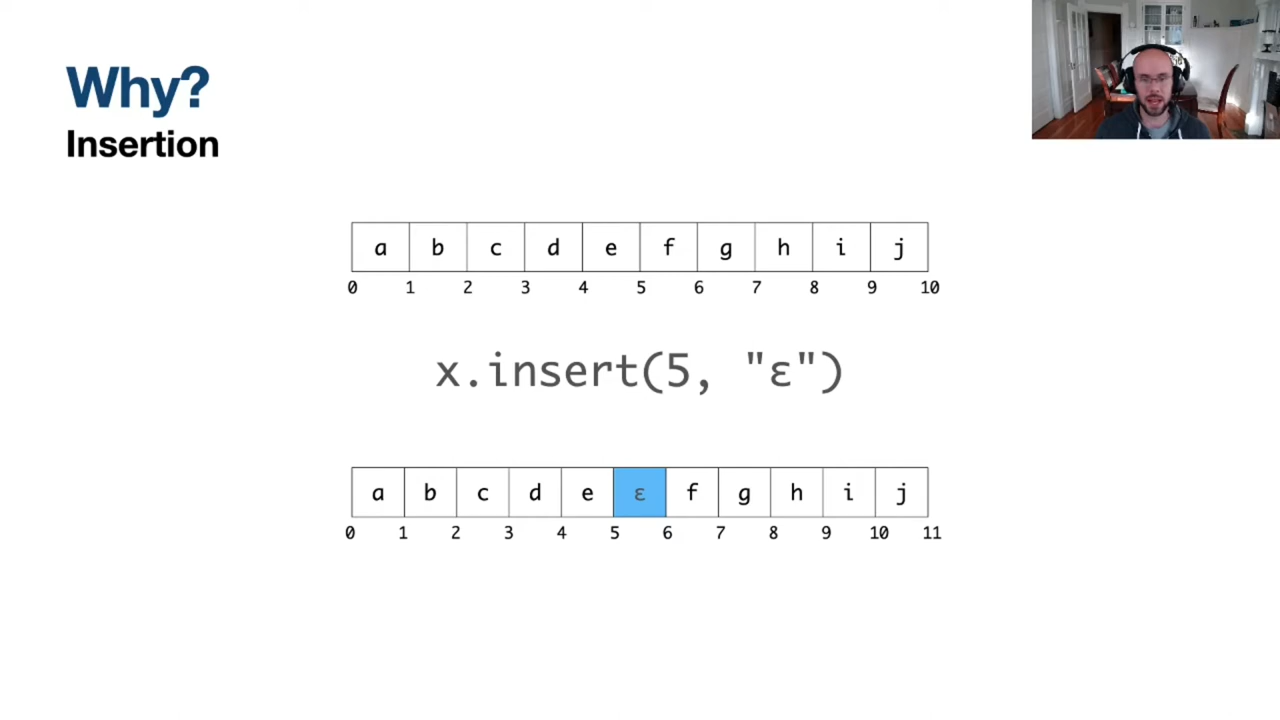 Why?
Insertion
a b c d e f g h i j
0 1 2 3 4 5 6 7 8 9 10
x.insert(5, "ε")
a b c d e ε f g h i j
0 1 2 3 4 5 6 7 8 9 10 11